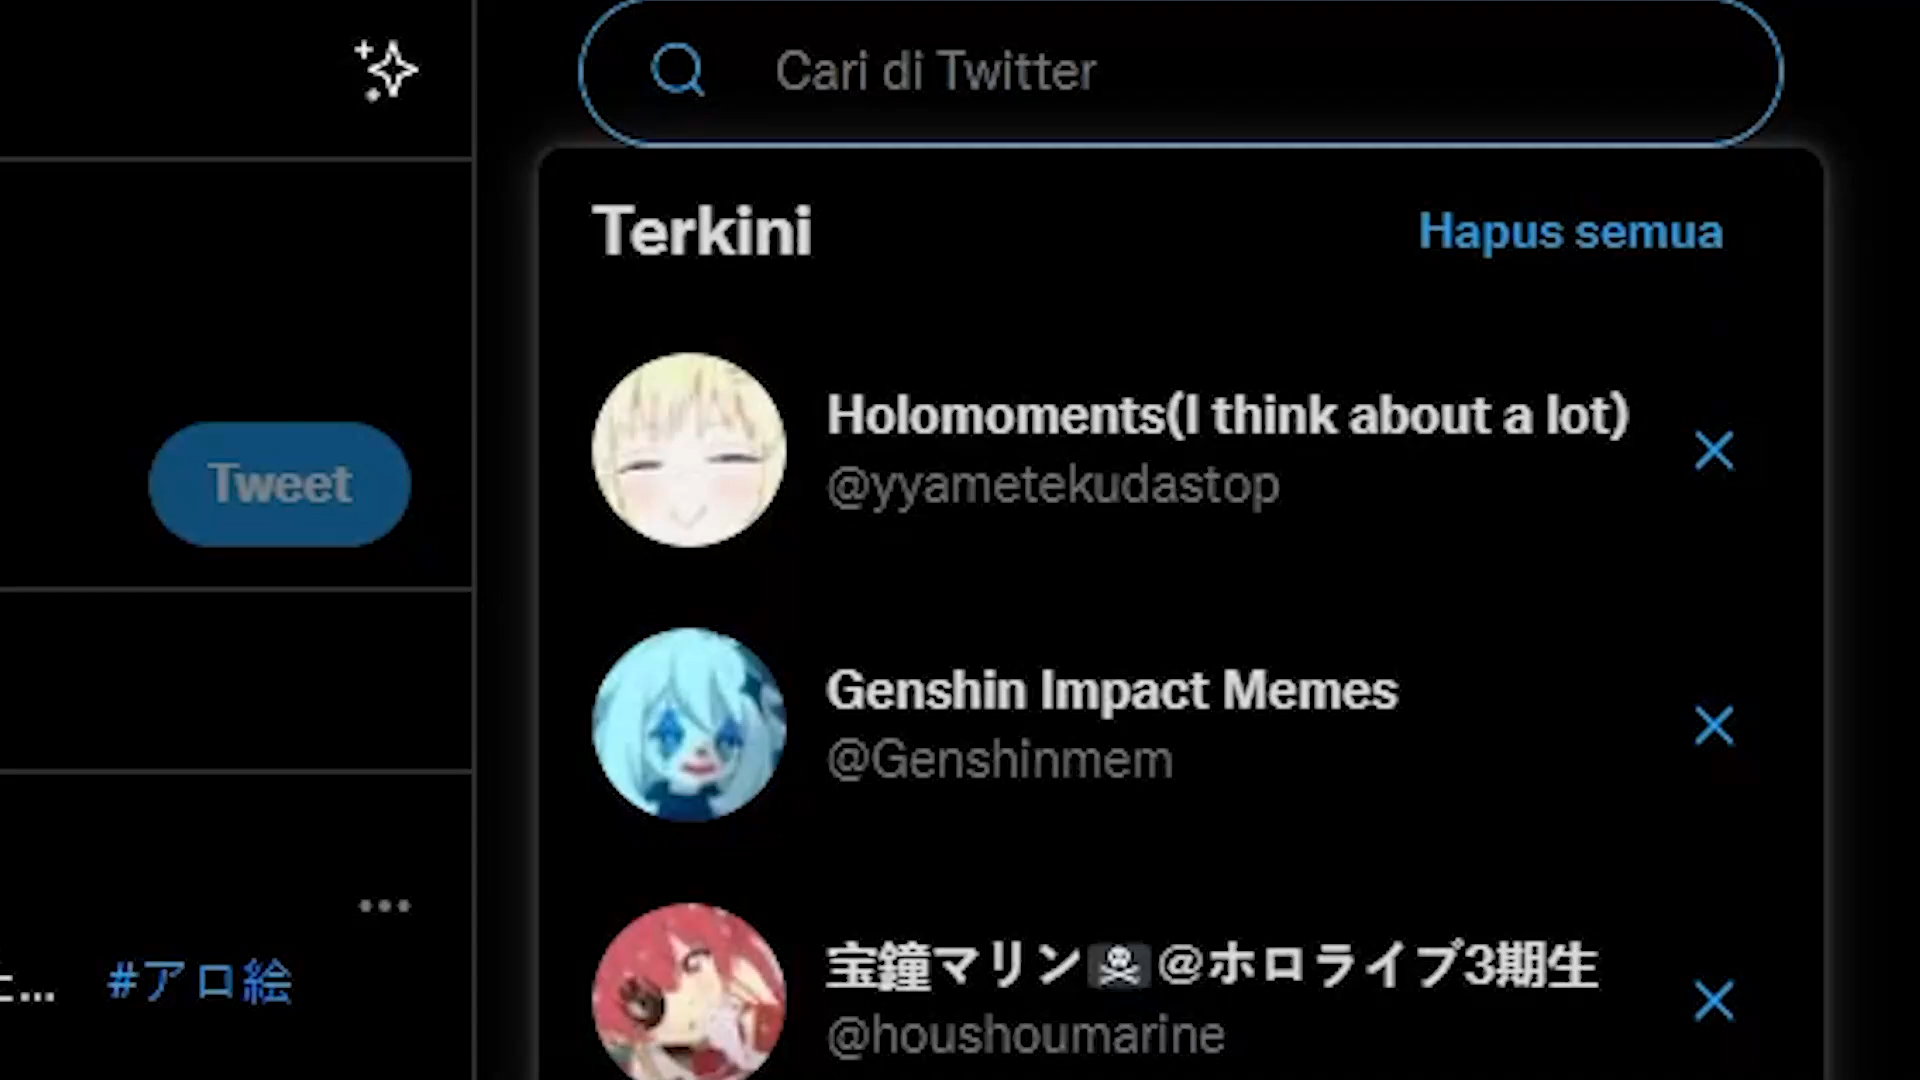 Cari di Twitter
Terkini
Hapus semua
Holomoments(I think about a lot)
@yyametekudastop
Tweet
Genshin Impact Memes
@Genshinmem
宝鐘マリン🏴‍☠️@ホロライブ3期生
@houshoumarine
... #アロ絵